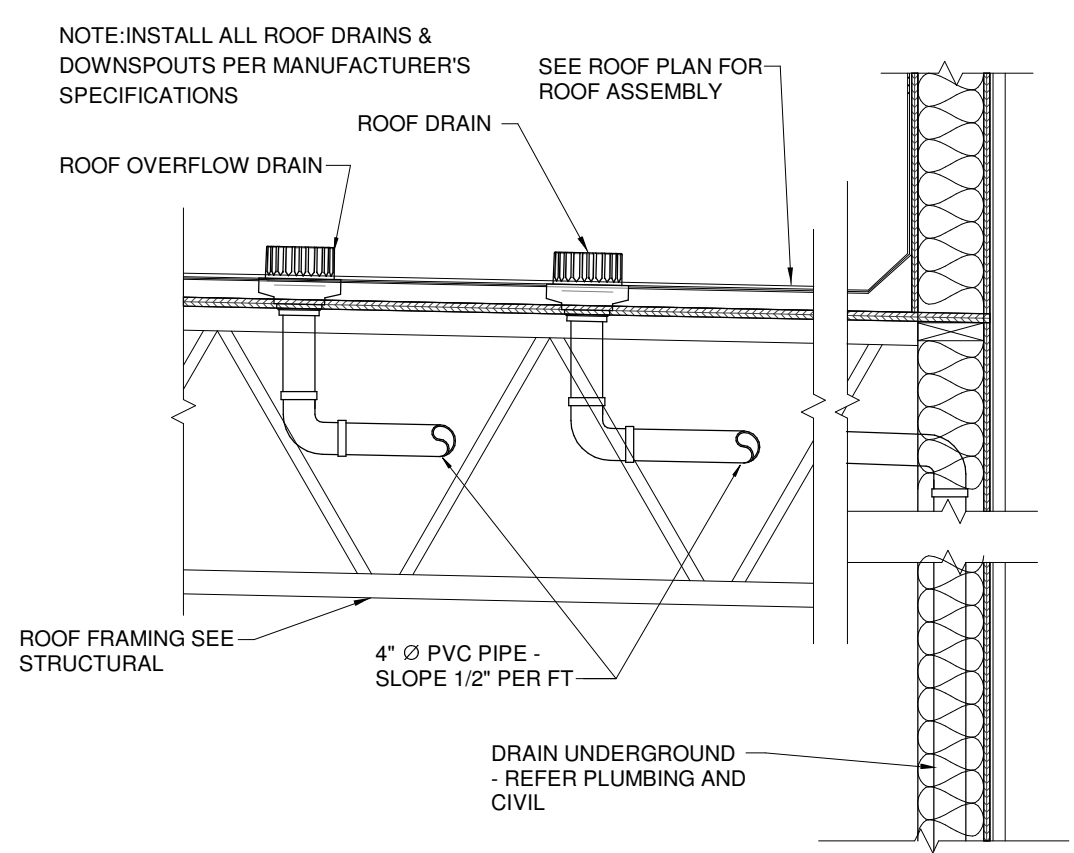 NOTE:INSTALL ALL ROOF DRAINS &
DOWNSPOUTS PER MANUFACTURER'S
SPECIFICATIONS
SEE ROOF PLAN FOR
ROOF ASSEMBLY
ROOF DRAIN
ROOF OVERFLOW DRAIN
ROOF FRAMING SEE
STRUCTURAL
4" Ø PVC PIPE -
SLOPE 1/2" PER FT
DRAIN UNDERGROUND
- REFER PLUMBING AND
CIVIL